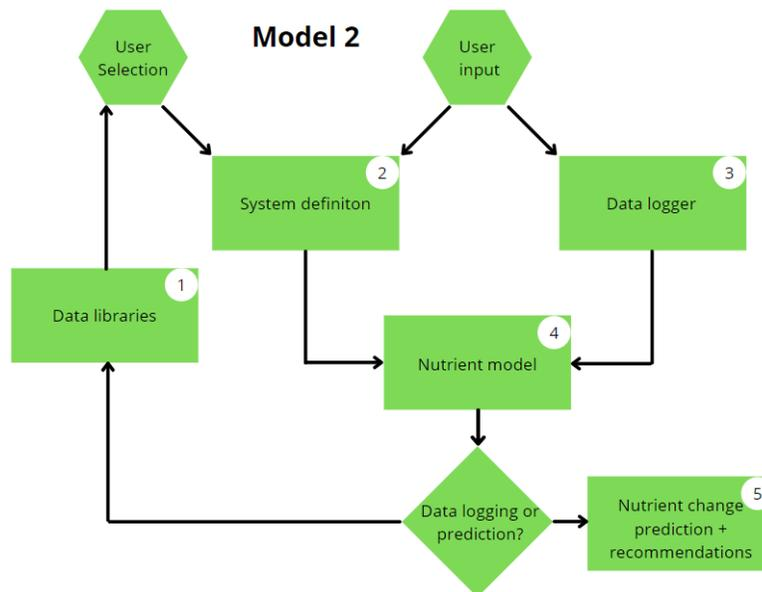 Model 2
User
Selection
User
input
2
System definiton
3
Data logger
1
Data libraries
4
Nutrient model
Data logging or
prediction?
5
Nutrient change
prediction +
recommendations